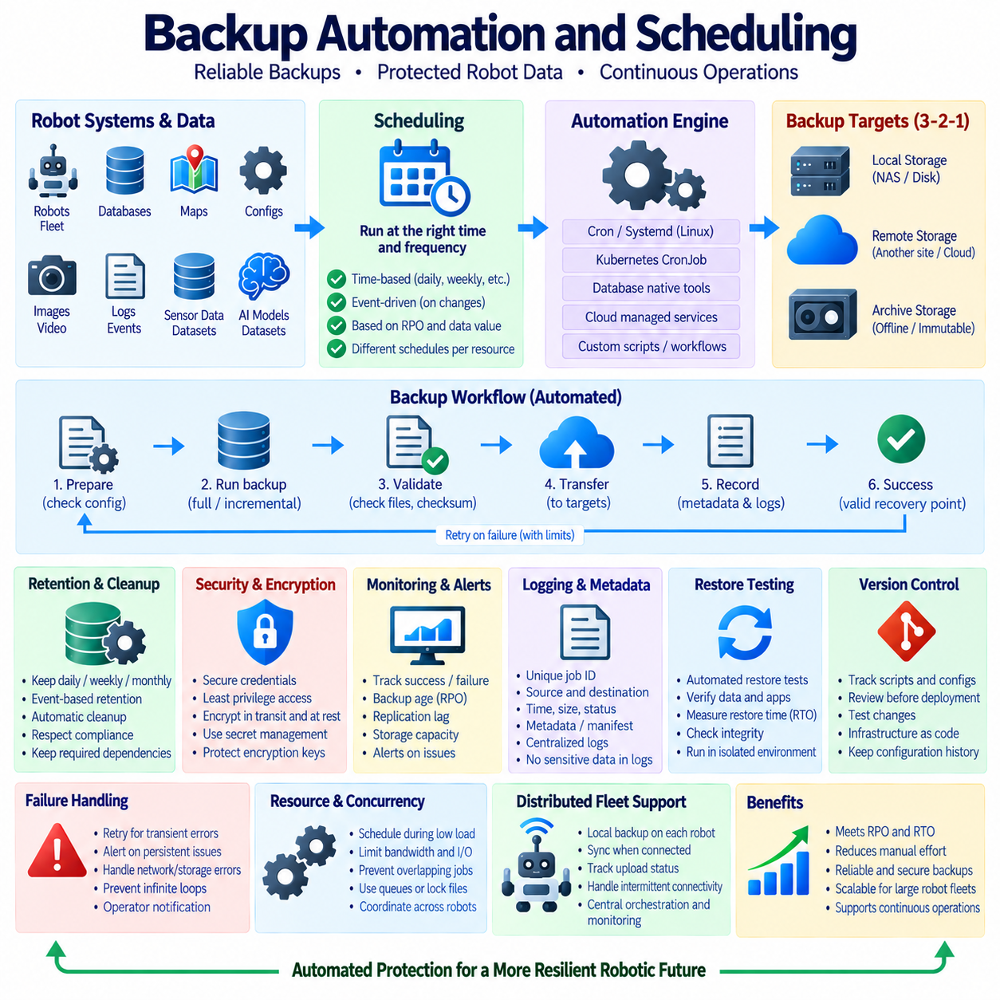 Backup Automation and Scheduling
Reliable Backups • Protected Robot Data • Continuous Operations
Robot Systems & Data
Robots
Fleet
Databases
Maps
Configs
Images
Video
Logs
Events
Sensor Data
Datasets
AI Models
Datasets
Scheduling
Run at the right time
and frequency
Time-based (daily, weekly, etc.)
Event-driven (on changes)
Based on RPO and data value
Different schedules per resource
Automation Engine
Cron / Systemd (Linux)
Kubernetes CronJob
Database native tools
Cloud managed services
Custom scripts / workflows
Backup Targets (3-2-1)
Local Storage
(NAS / Disk)
Remote Storage
(Another site / Cloud)
Archive Storage
(Offline / Immutable)
Backup Workflow (Automated)
1. Prepare
(check config)
2. Run backup
(full / incremental)
3. Validate
(check files, checksum)
4. Transfer
(to targets)
5. Record
(metadata & logs)
6. Success
(valid recovery point)
Retry on failure (with limits)
Retention & Cleanup
• Keep daily / weekly / monthly
• Event-based retention
• Automatic cleanup
• Respect compliance
• Keep required dependencies
Security & Encryption
• Secure credentials
• Least privilege access
• Encrypt in transit and at rest
• Use secret management
• Protect encryption keys
Monitoring & Alerts
• Track success / failure
• Backup age (RPO)
• Replication lag
• Storage capacity
• Alerts on issues
Logging & Metadata
• Unique job ID
• Source and destination
• Time, size, status
• Metadata / manifest
• Centralized logs
• No sensitive data in logs
Restore Testing
• Automated restore tests
• Verify data and apps
• Measure restore time (RTO)
• Check integrity
• Run in isolated environment
Version Control
• Track scripts and configs
• Review before deployment
• Test changes
• Infrastructure as code
• Keep configuration history
Failure Handling
• Retry for transient errors
• Alert on persistent issues
• Handle network/storage errors
• Prevent infinite loops
• Operator notification
Resource & Concurrency
• Schedule during low load
• Limit bandwidth and I/O
• Prevent overlapping jobs
• Use queues or lock files
• Coordinate across robots
Distributed Fleet Support
• Local backup on each robot
• Sync when connected
• Track upload status
• Handle intermittent connectivity
• Central orchestration and
monitoring
Benefits
• Meets RPO and RTO
• Reduces manual effort
• Reliable and secure backups
• Scalable for large robot fleets
• Supports continuous operations
Automated Protection for a More Resilient Robotic Future